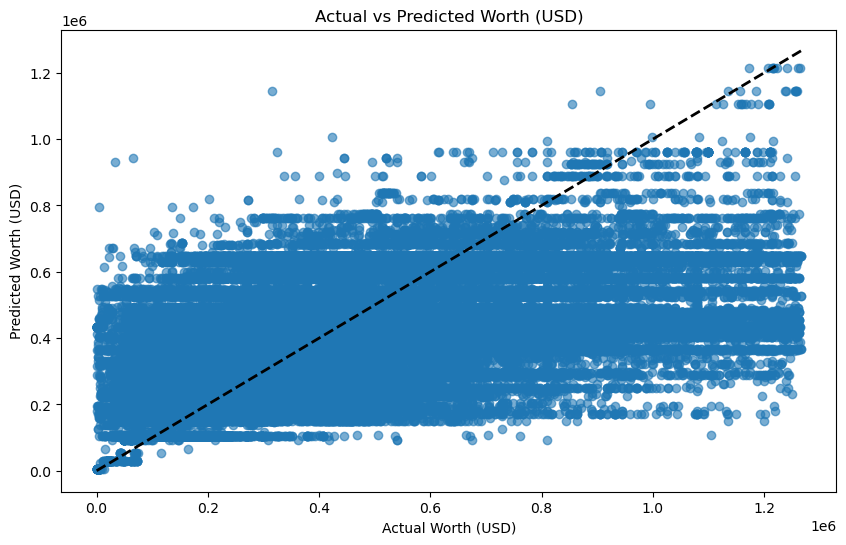 Actual vs Predicted Worth (USD)
1e6
1.2
1.0
0.8
0.6
0.4
0.2
0.0
Predicted Worth (USD)
0.0 0.2 0.4 0.6 0.8 1.0 1.2
1e6
Actual Worth (USD)